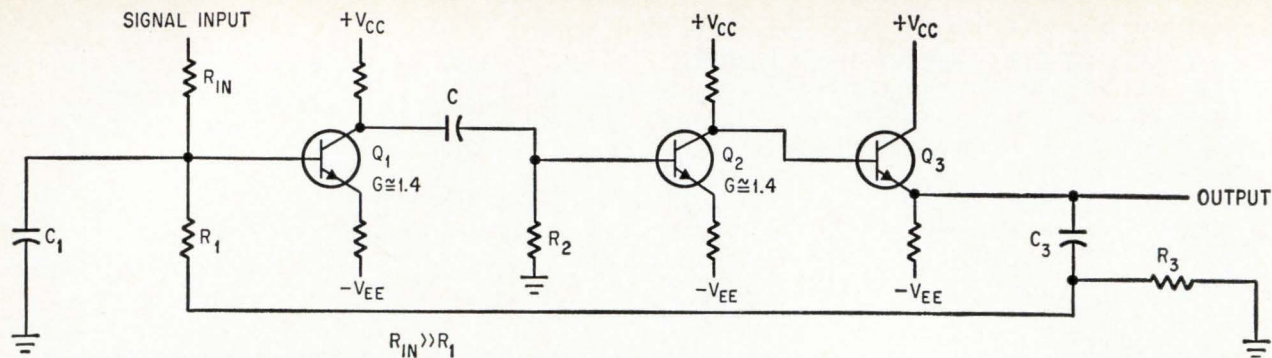 SIGNAL INPUT
+VCC
+VCC
+VCC
RIN
C
Q1
G≅1.4
Q2
G≅1.4
Q3
OUTPUT
C1
R1
R2
C3
R3
-VEE
-VEE
-VEE
RIN>>R1